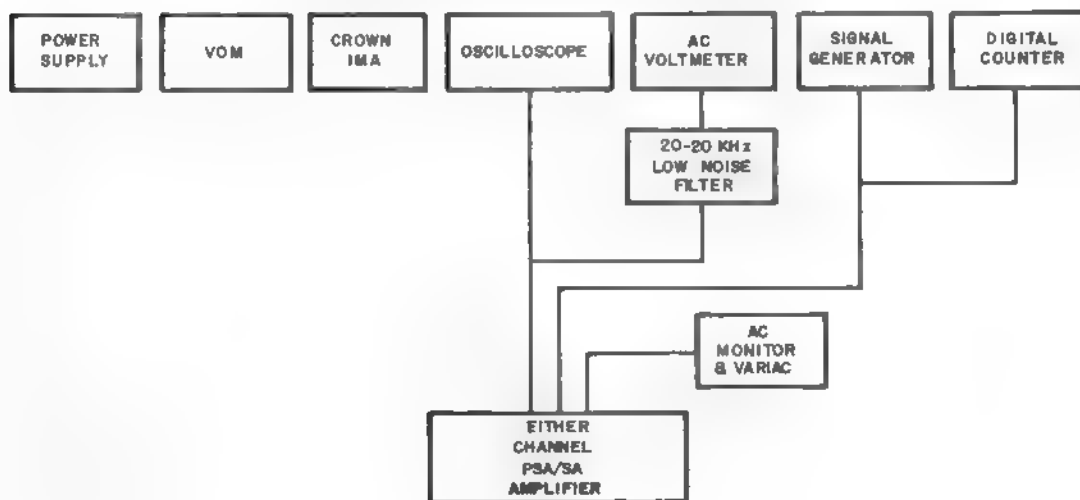 POWER
SUPPLY
VOM
CROWN
IMA
OSCILLOSCOPE
AC
VOLTMETER
SIGNAL
GENERATOR
DIGITAL
COUNTER
20-20 KHz
LOW NOISE
FILTER
AC
MONITOR
& VARIAC
EITHER
CHANNEL
PSA/SA
AMPLIFIER